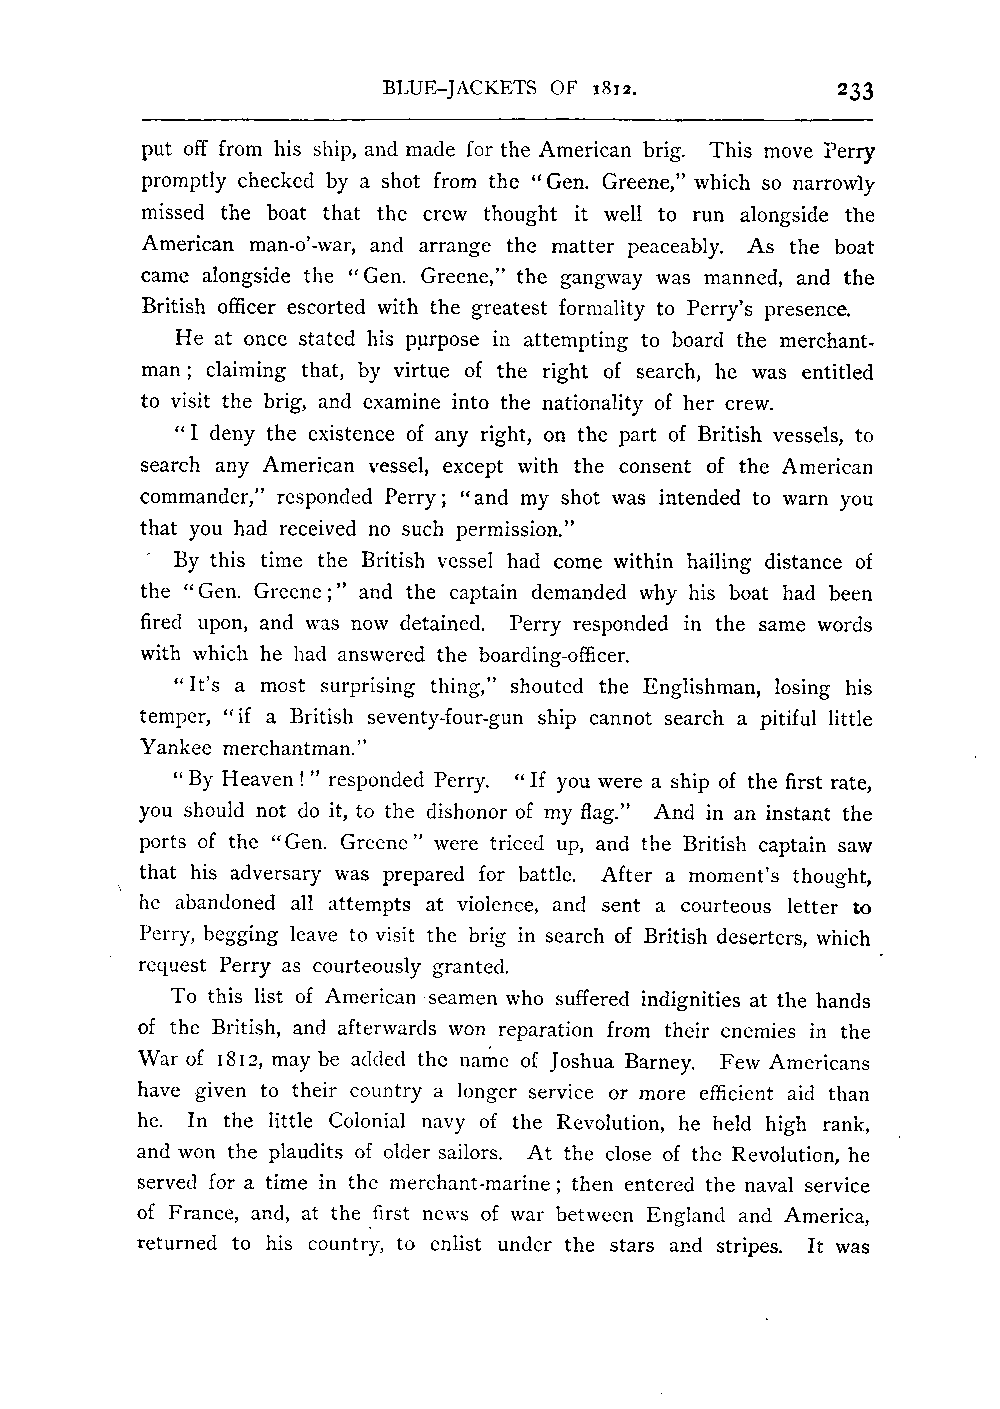 BLUE-JACKETS OF 1812. 233
put off from his ship, and made for the American brig. This move Perry
promptly checked by a shot from the "Gen. Greene," which so narrowly
missed the boat that the crew thought it well to run alongside the
American man-o'-war, and arrange the matter peaceably. As the boat
came alongside the "Gen. Greene," the gangway was manned, and the
British officer escorted with the greatest formality to Perry's presence.
He at once stated his purpose in attempting to board the merchant-
man; claiming that, by virtue of the right of search, he was entitled
to visit the brig, and examine into the nationality of her crew.
"I deny the existence of any right, on the part of British vessels, to
search any American vessel, except with the consent of the American
commander," responded Perry; "and my shot was intended to warn you
that you had received no such permission."
By this time the British vessel had come within hailing distance of
the "Gen. Greene;" and the captain demanded why his boat had been
fired upon, and was now detained. Perry responded in the same words
with which he had answered the boarding-officer.
"It's a most surprising thing," shouted the Englishman, losing his
temper, "if a British seventy-four-gun ship cannot search a pitiful little
Yankee merchantman."
"By Heaven!" responded Perry. "If you were a ship of the first rate,
you should not do it, to the dishonor of my flag." And in an instant the
ports of the "Gen. Greene" were triced up, and the British captain saw
that his adversary was prepared for battle. After a moment's thought,
he abandoned all attempts at violence, and sent a courteous letter to
Perry, begging leave to visit the brig in search of British deserters, which
request Perry as courteously granted.
To this list of American seamen who suffered indignities at the hands
of the British, and afterwards won reparation from their enemies in the
War of 1812, may be added the name of Joshua Barney. Few Americans
have given to their country a longer service or more efficient aid than
he. In the little Colonial navy of the Revolution, he held high rank,
and won the plaudits of older sailors. At the close of the Revolution, he
served for a time in the merchant-marine; then entered the naval service
of France, and, at the first news of war between England and America,
returned to his country, to enlist under the stars and stripes. It was